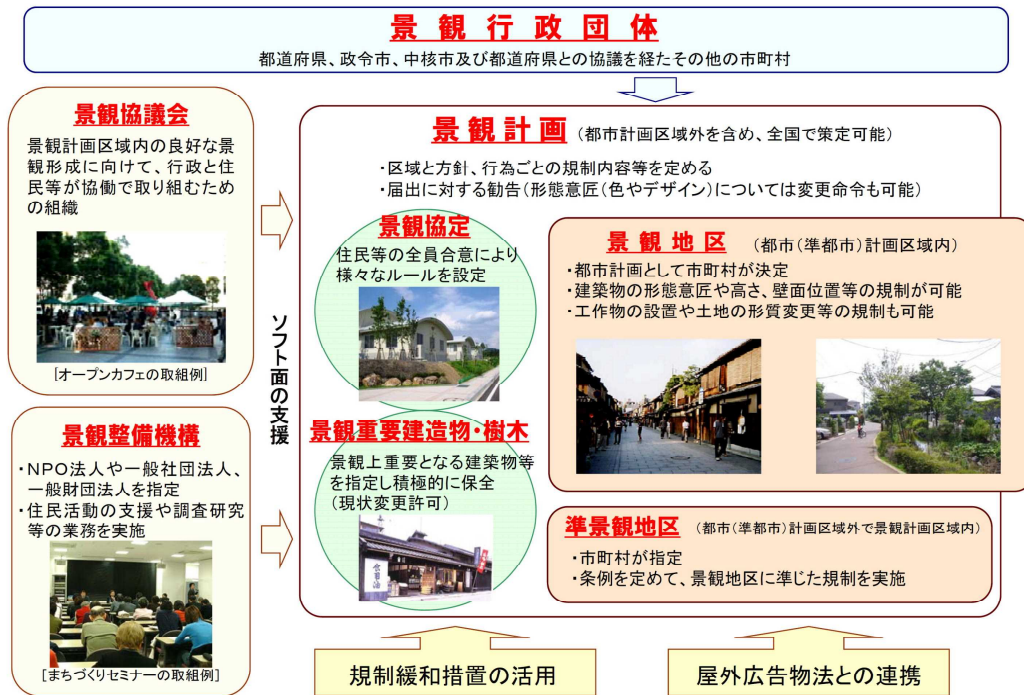 景観行政団体
都道府県、政令市、中核市及び都道府県との協議を経たその他の市町村
景観協議会
景観計画区域内の良好な景
観形成に向けて、行政と住
民等が協働で取り組むため
の組織
[オープンカフェの取組例]
景観整備機構
・NPO法人や一般社団法人、
一般財団法人を指定
・住民活動の支援や調査研究
等の業務を実施
[まちづくりセミナーの取組例]
ソフト面の支援
景観計画 (都市計画区域外を含め、全国で策定可能)
・区域と方針、行為ごとの規制内容等を定める
・届出に対する勧告(形態意匠(色やデザイン)については変更命令も可能)
景観協定
住民等の全員合意により
様々なルールを設定
景観重要建造物・樹木
景観上重要となる建築物等
を指定し積極的に保全
(現状変更許可)
景観地区 (都市(準都市)計画区域内)
・都市計画として市町村が決定
・建築物の形態意匠や高さ、壁面位置等の規制が可能
・工作物の設置や土地の形質変更等の規制も可能
準景観地区 (都市(準都市)計画区域外で景観計画区域内)
・市町村が指定
・条例を定めて、景観地区に準じた規制を実施
規制緩和措置の活用
屋外広告物法との連携